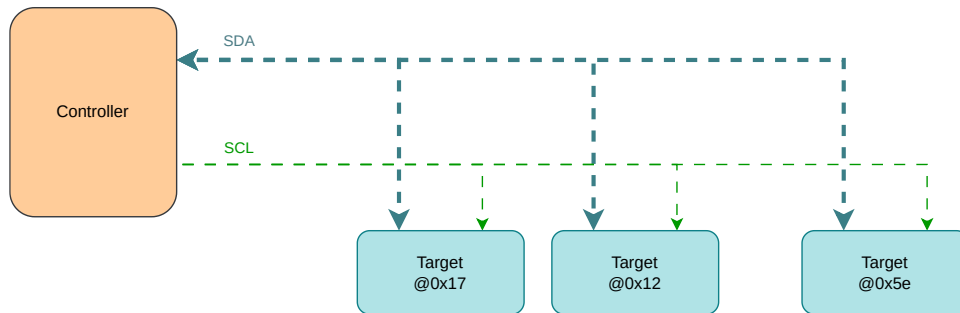 SDA
Controller
SCL
Target
@0x17
Target
@0x12
Target
@0x5e